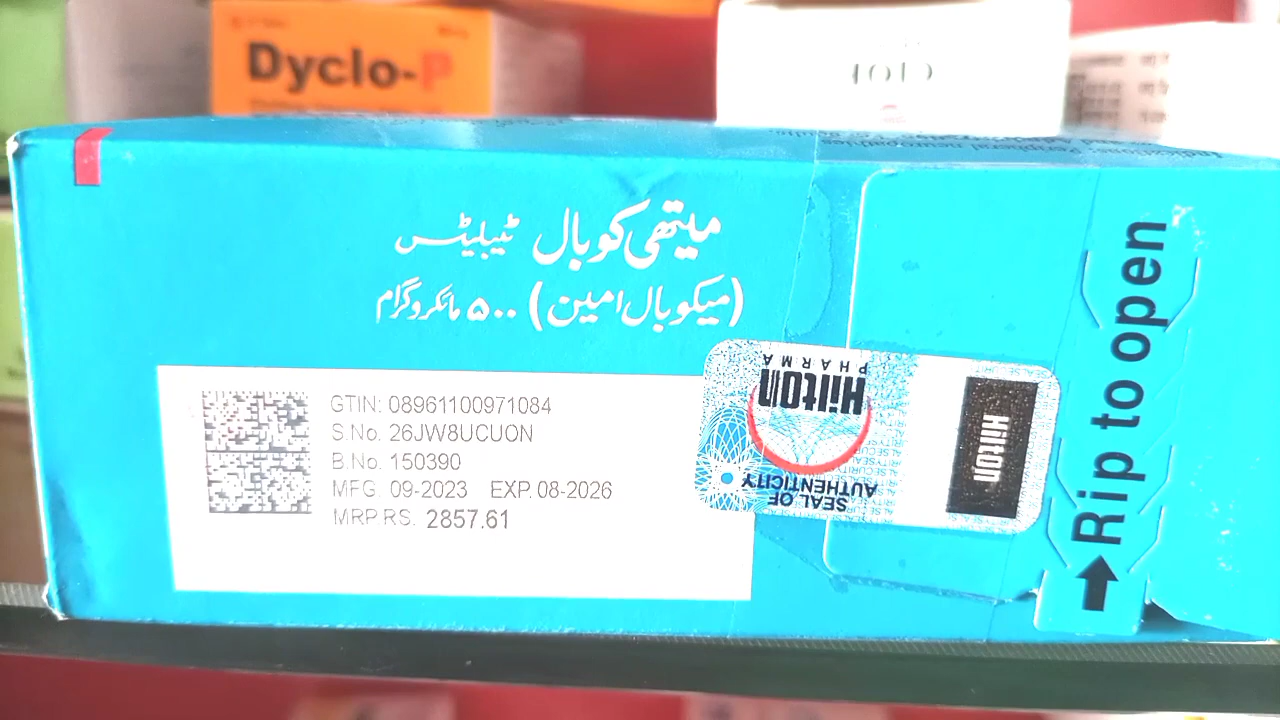 Dyclo-P
میتھی کوبال ٹیبلیٹس
(میکوبال امین) ۵۰۰ مائکروگرام
GTIN: 08961100971084
S.No. 26JW8UCUON
B.No. 150390
MFG. 09-2023 EXP. 08-2026
MRP RS. 2857.61
Hilton
PHARMA
SEAL OF
AUTHENTICITY
Hilton
Rip to open